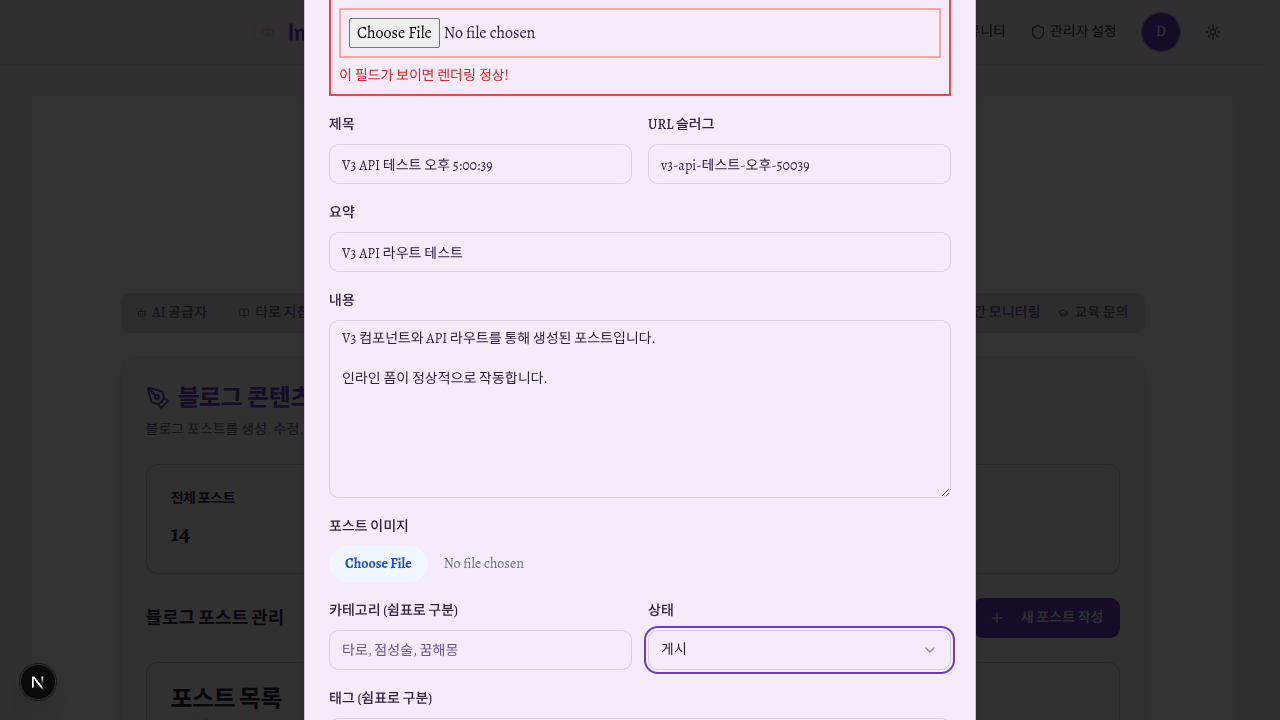 In
뮤니티
관리자 설정
D
Choose File No file chosen
이 필드가 보이면 렌더링 정상!
제목
URL 슬러그
V3 API 테스트 오후 5:00:39
v3-api-테스트-오후-50039
요약
V3 API 라우트 테스트
AI 공급자
타로 지침
간 모니터링
교육 문의
내용
V3 컴포넌트와 API 라우트를 통해 생성된 포스트입니다.
인라인 폼이 정상적으로 작동합니다.
블로그 콘텐츠
블로그 포스트를 생성, 수정,
전체 포스트
14
포스트 이미지
Choose File No file chosen
카테고리 (쉼표로 구분)
상태
타로, 점성술, 꿈해몽
게시
블로그 포스트 관리
새 포스트 작성
포스트 목록
태그 (쉼표로 구분)
N